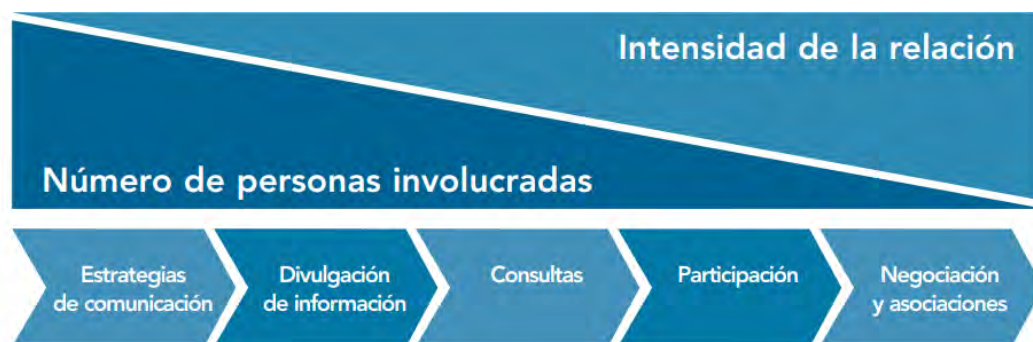 Intensidad de la relación
Número de personas involucradas
Estrategias
de comunicación
Divulgación
de información
Consultas
Participación
Negociación
y asociaciones